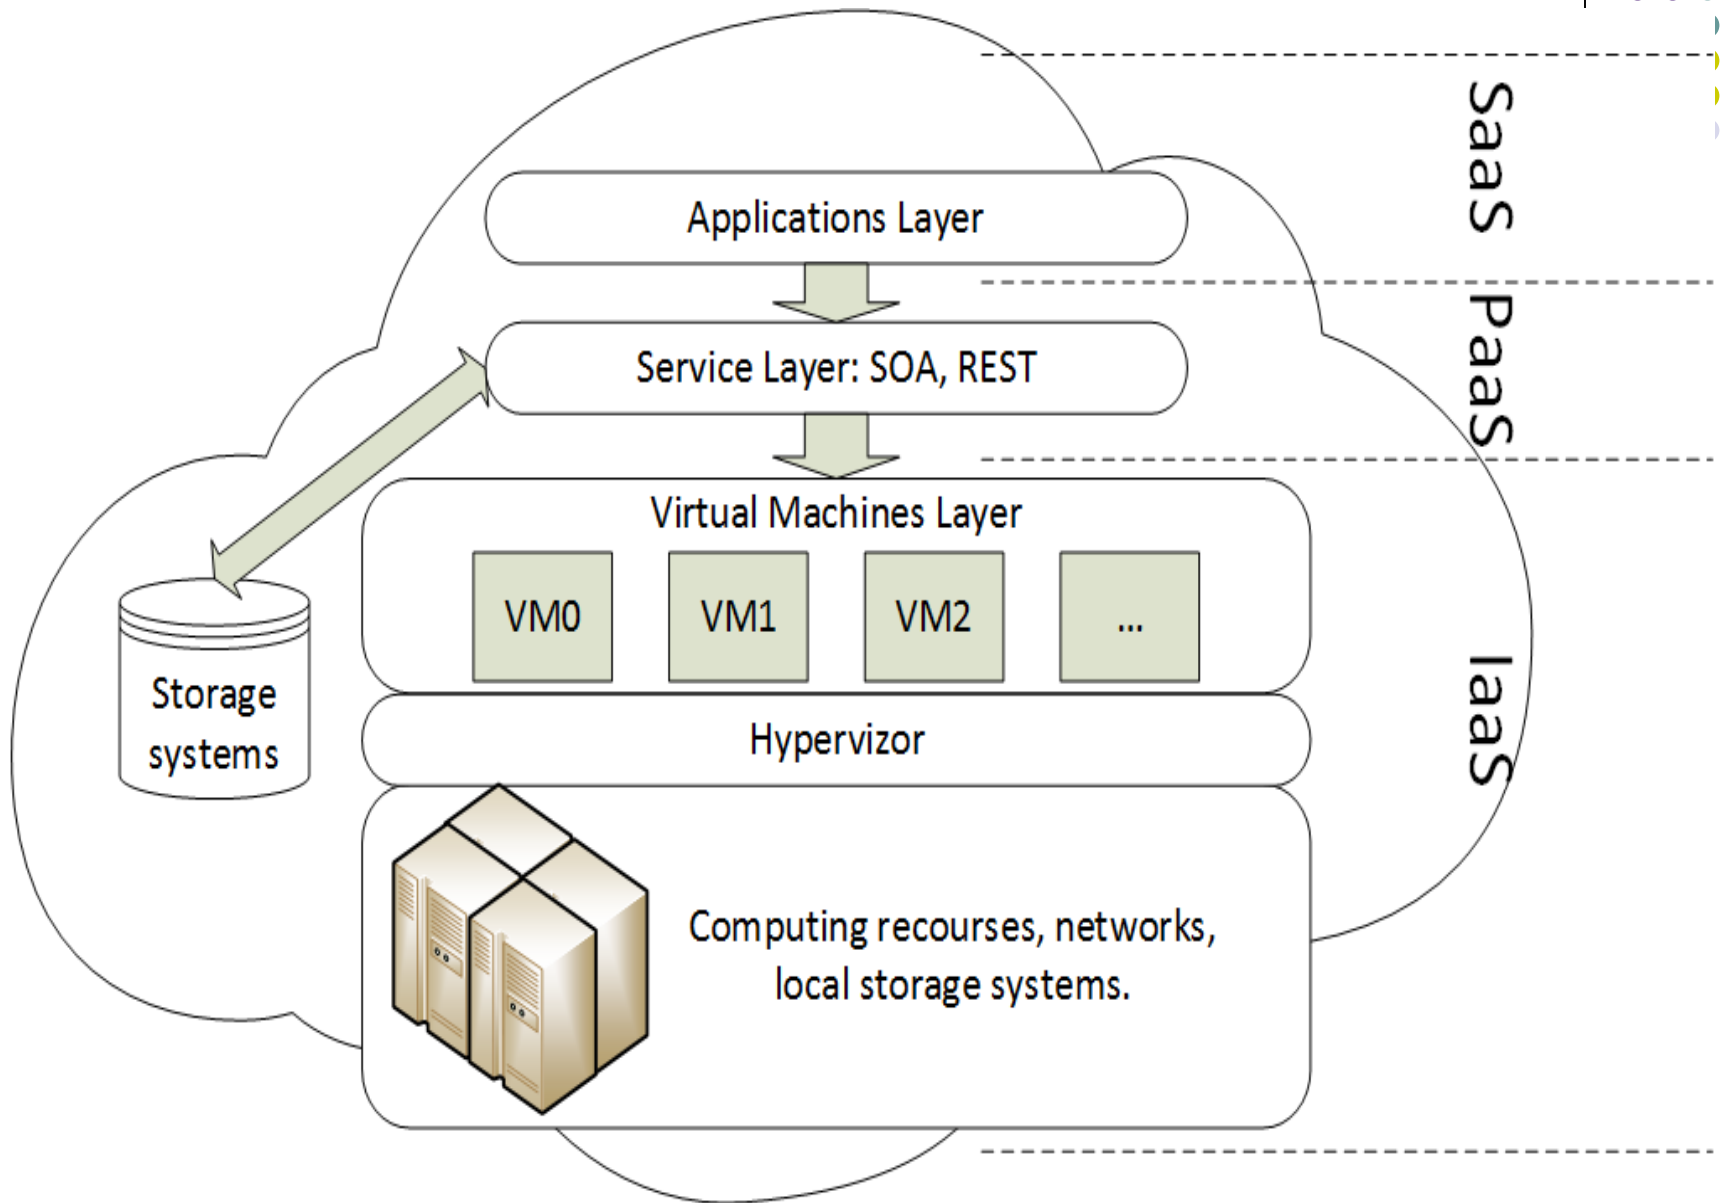 SaaS
Applications Layer
PaaS
Service Layer: SOA, REST
Virtual Machines Layer
VM0
VM1
VM2
...
IaaS
Storage
systems
Hypervizor
Computing recourses, networks,
local storage systems.